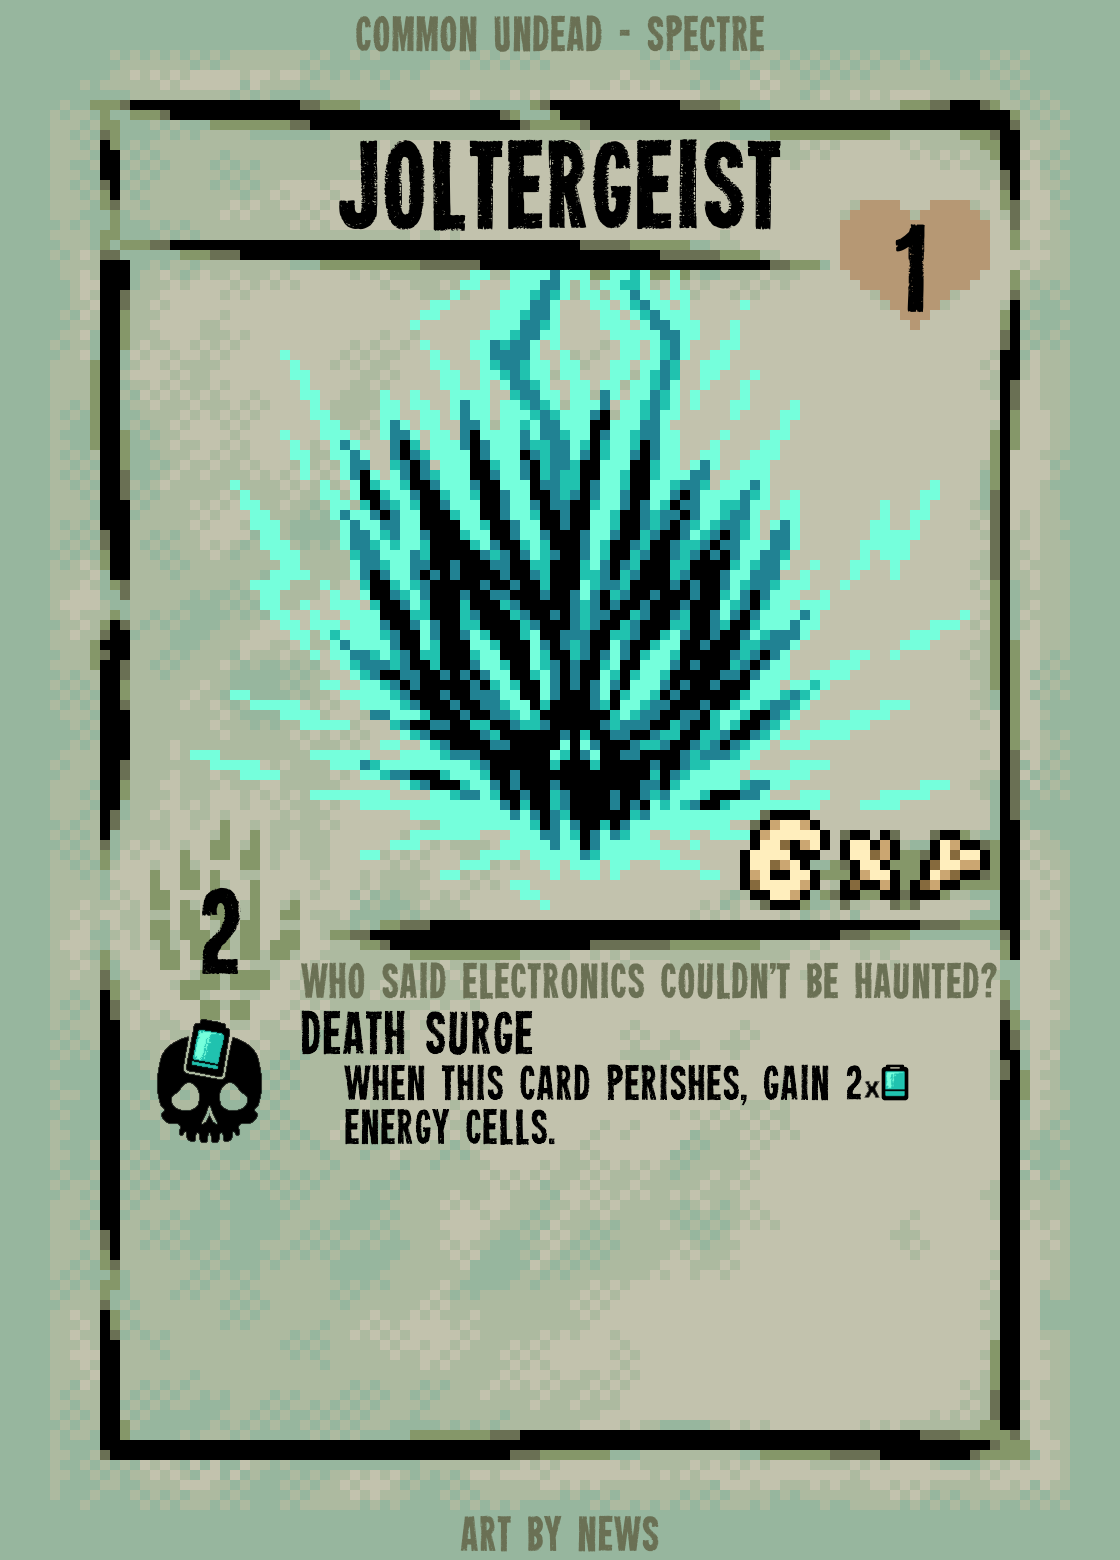 COMMON UNDEAD - SPECTRE
JOLTERGEIST
1
6 X
2
WHO SAID ELECTRONICS COULDN'T BE HAUNTED?
DEATH SURGE
WHEN THIS CARD PERISHES, GAIN 2x
ENERGY CELLS.
ART BY NEWS